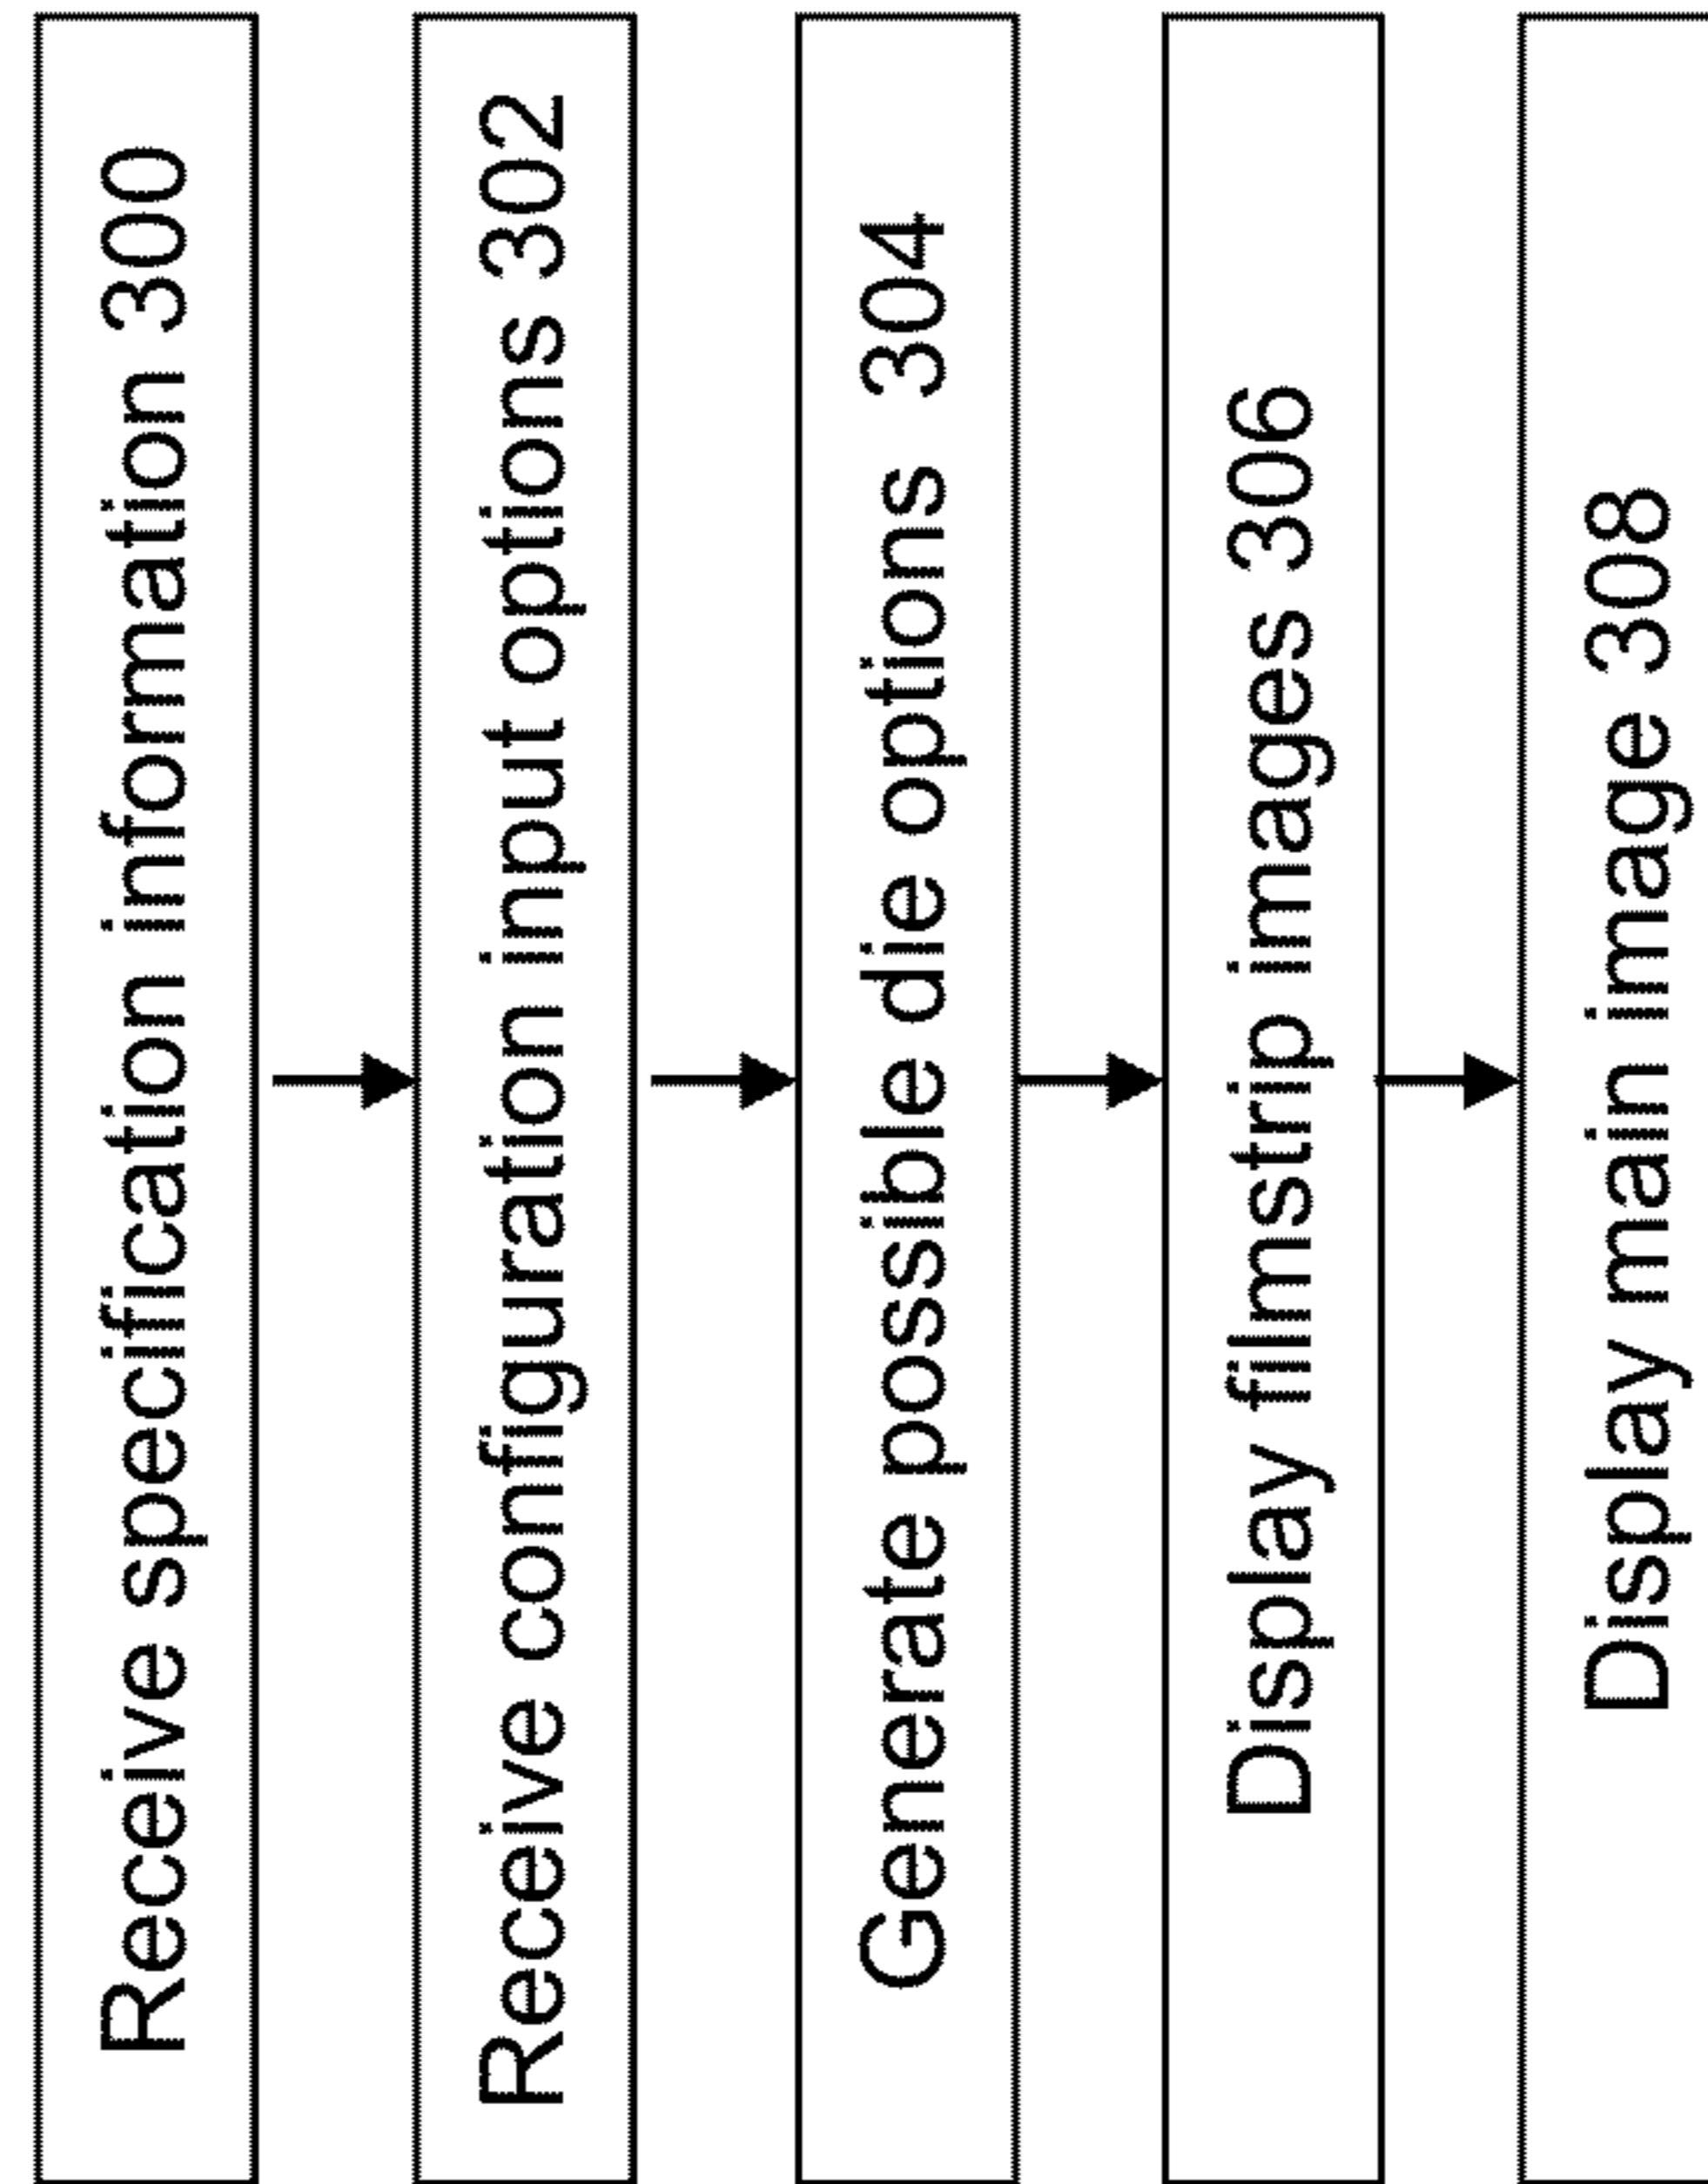 Receive specification information 300
Receive configuration input options 302
Generate possible die options 304
Display filmstrip images 306
Display main image 308